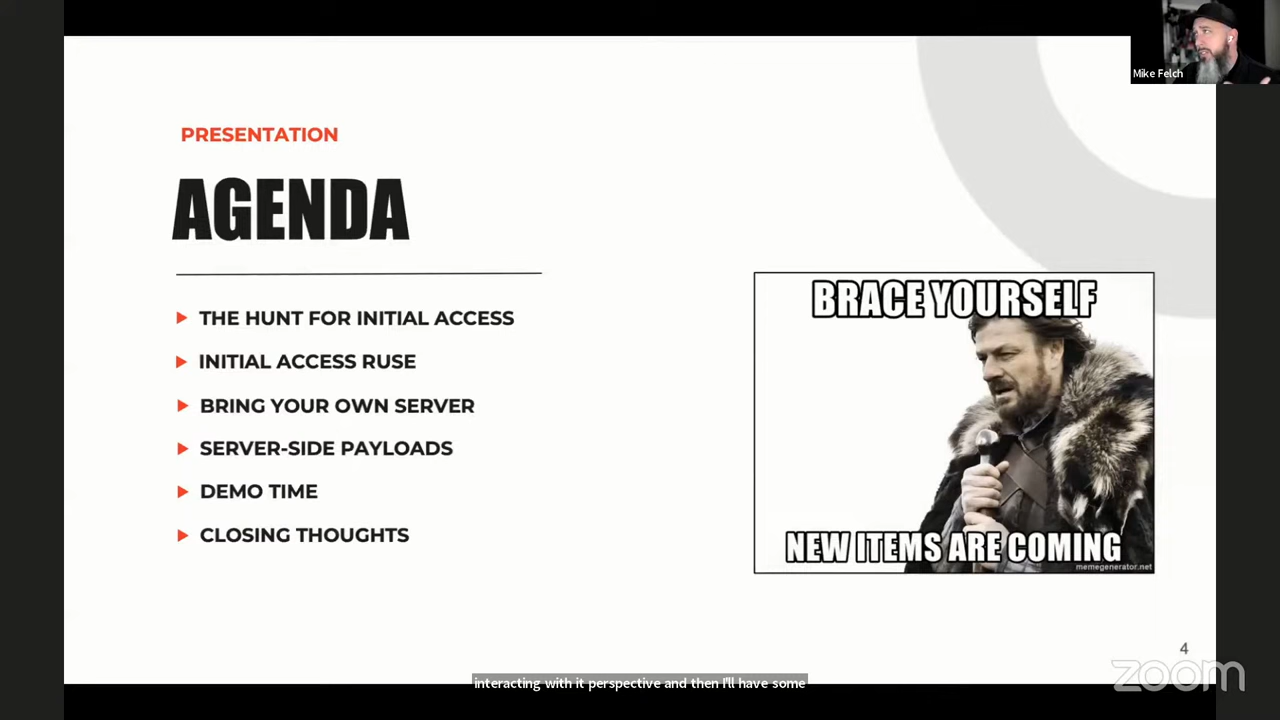 Mike Felch
PRESENTATION
AGENDA
THE HUNT FOR INITIAL ACCESS
INITIAL ACCESS RUSE
BRING YOUR OWN SERVER
SERVER-SIDE PAYLOADS
DEMO TIME
CLOSING THOUGHTS
BRACE YOURSELF
NEW ITEMS ARE COMING
memegenerator.net
4
zoom
interacting with it perspective and then I'll have some